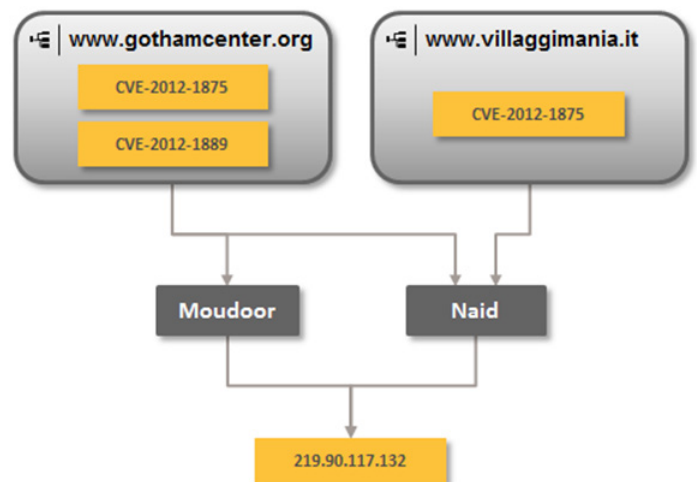 www.gothamcenter.org
CVE-2012-1875
CVE-2012-1889
www.villaggimania.it
CVE-2012-1875
Moudoor
Naid
219.90.117.132